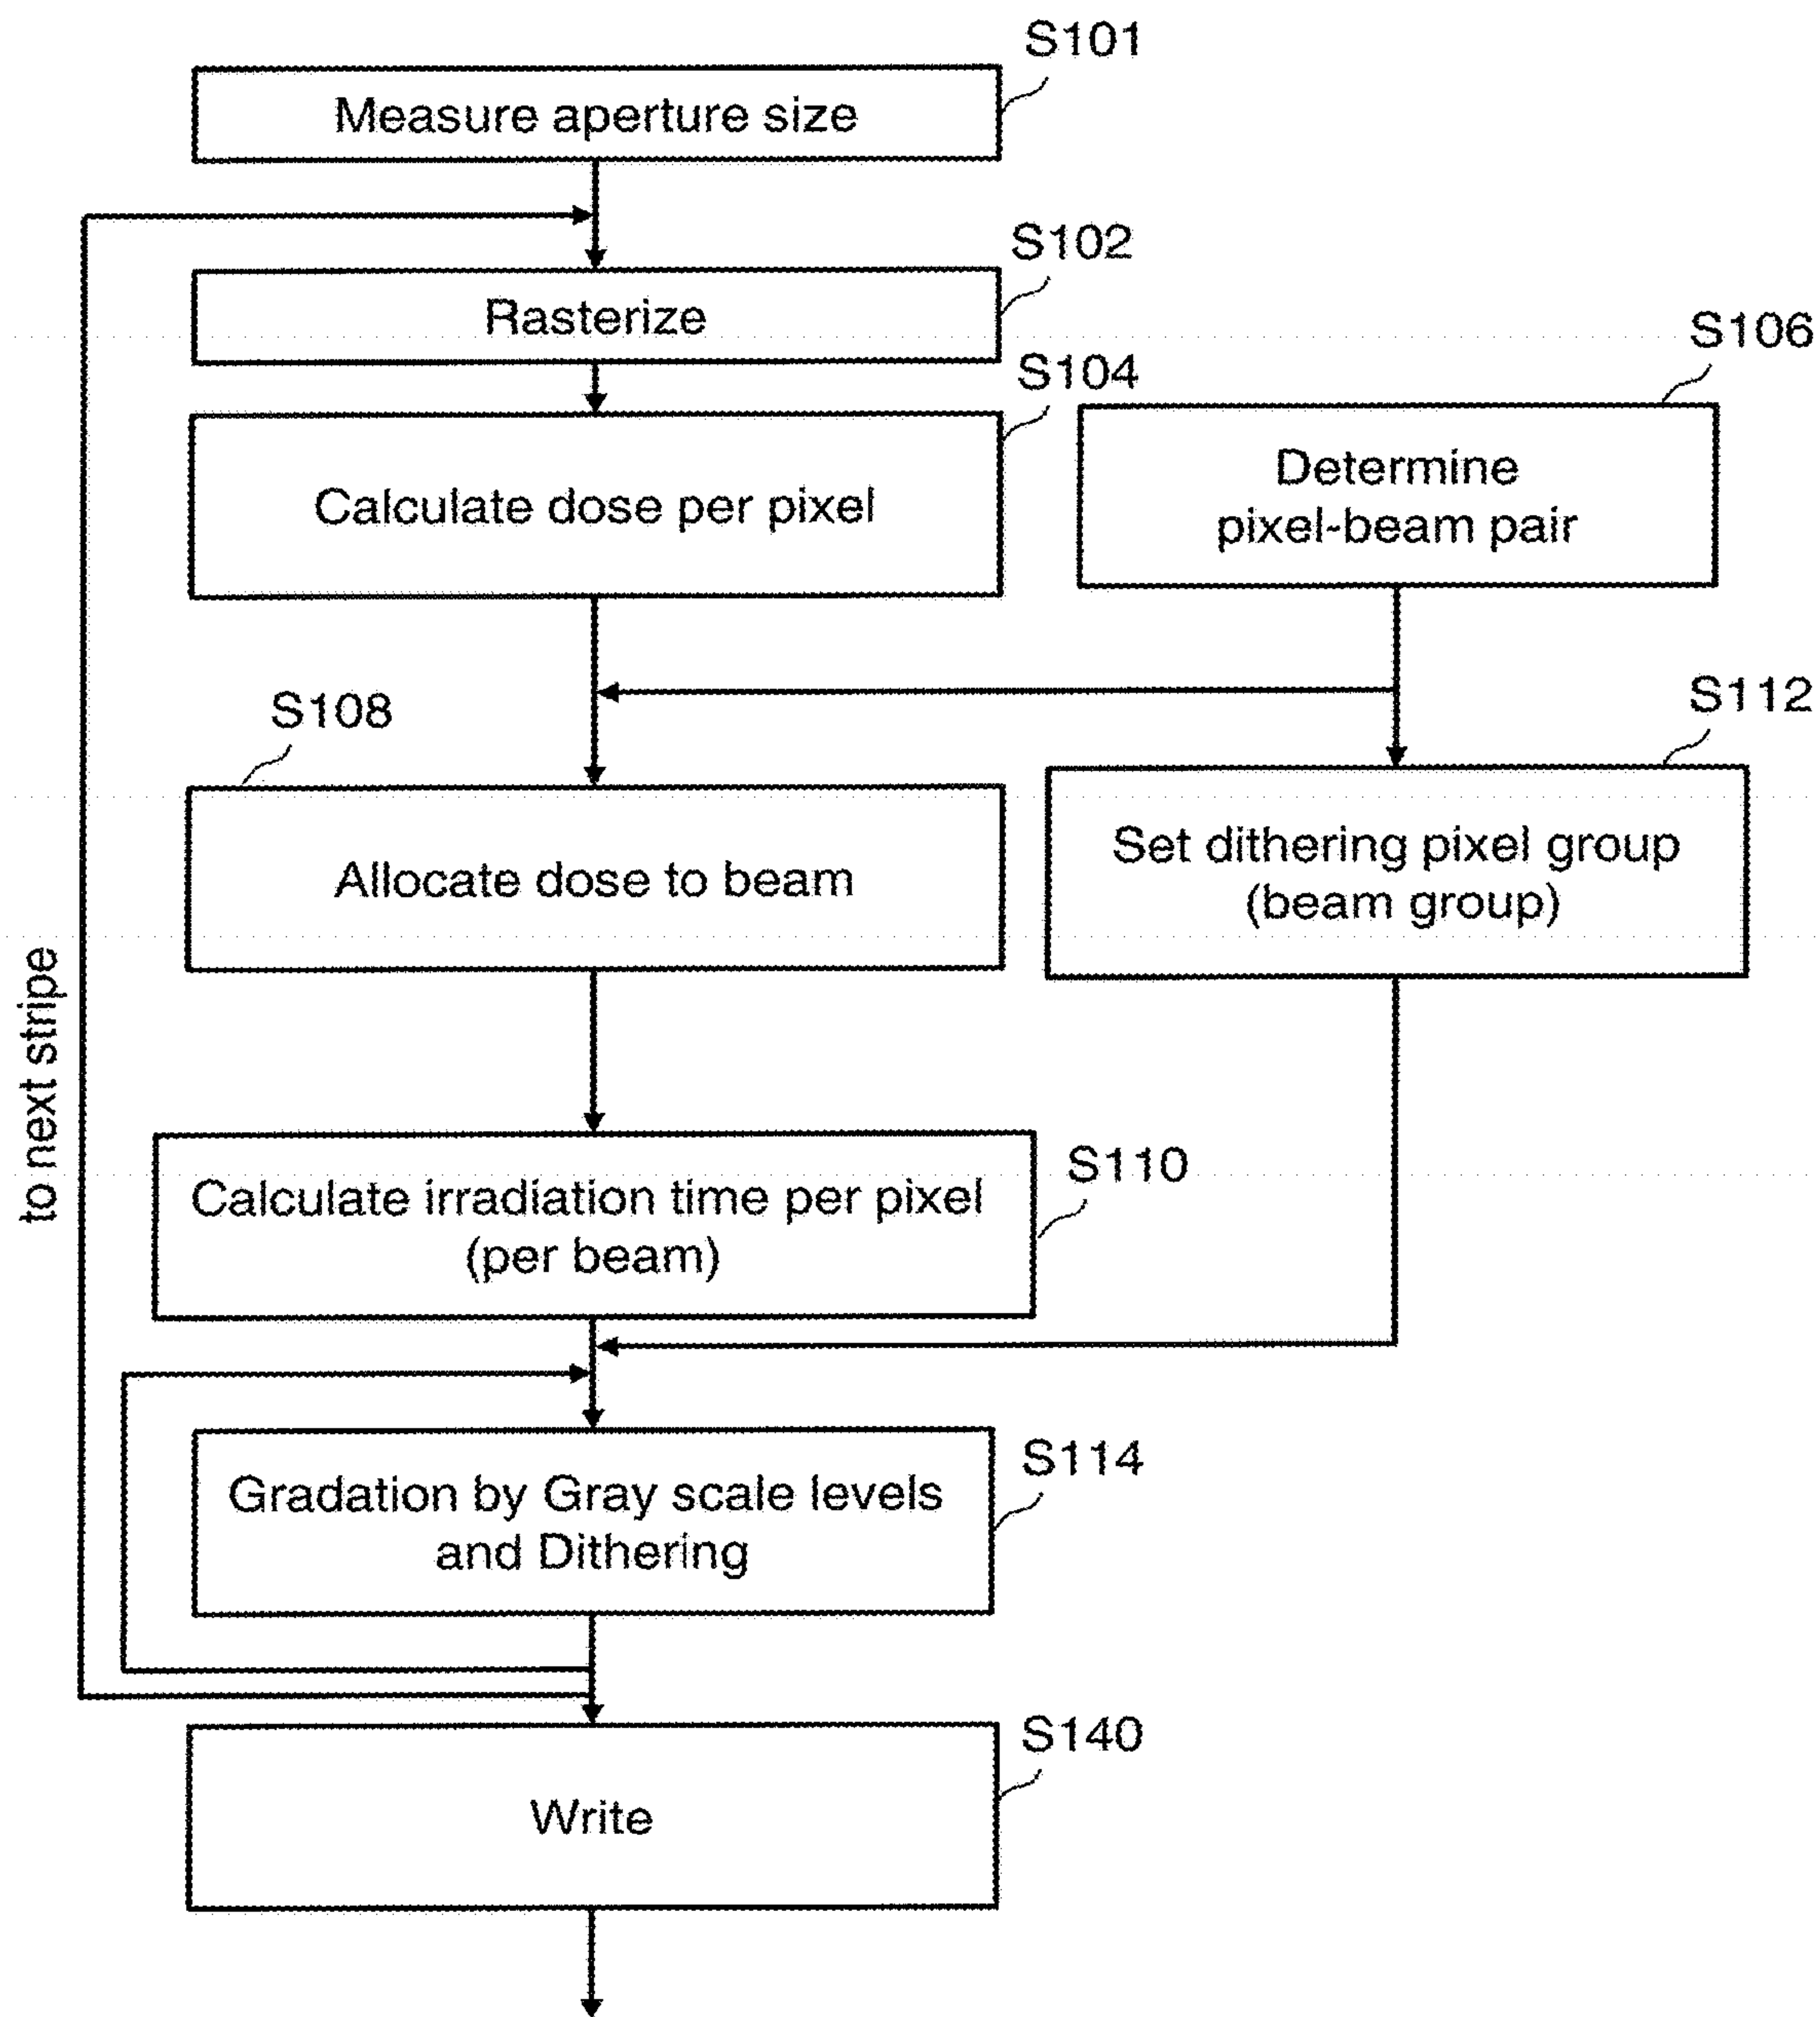 S101
Measure aperture size
S102
Rasterize
S106
S104
Determine
pixel-beam pair
Calculate dose per pixel
S108
S112
Set dithering pixel group
(beam group)
Allocate dose to beam
to next stripe
S110
Calculate irradiation time per pixel
(per beam)
S114
Gradation by Gray scale levels
and Dithering
S140
Write